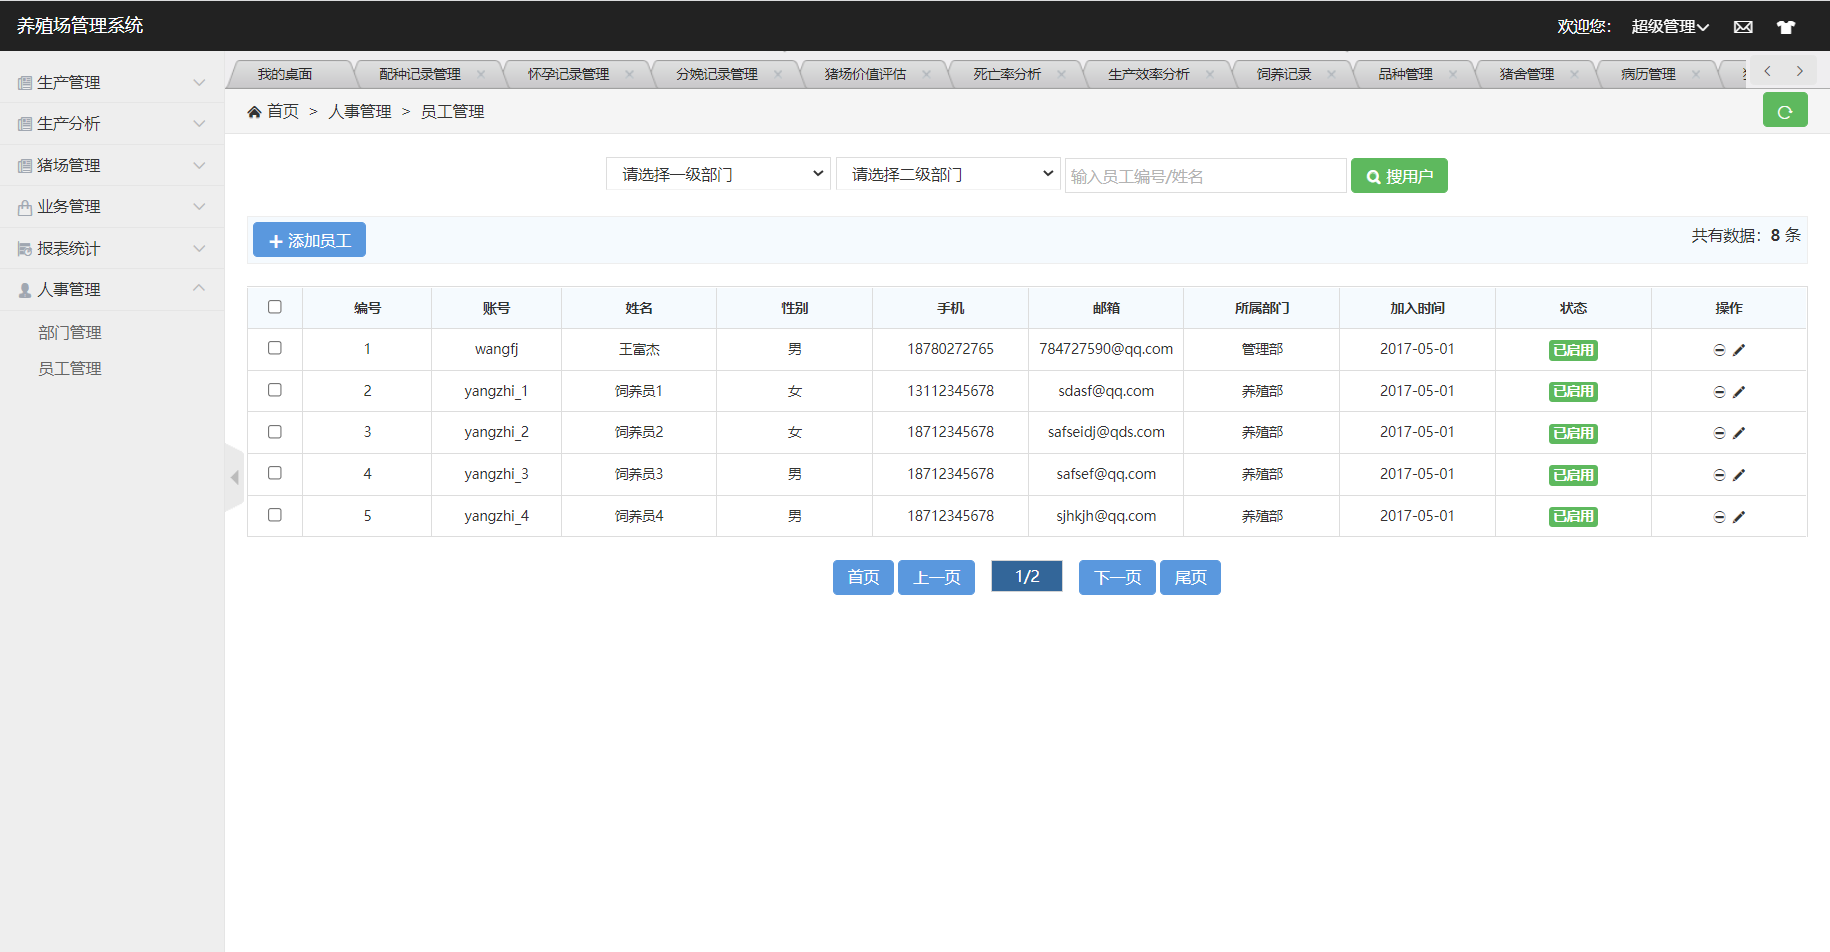 养殖场管理系统
欢迎您： 超级管理
生产管理
生产分析
猪场管理
业务管理
报表统计
人事管理
部门管理
员工管理
我的桌面 配种记录管理 怀孕记录管理 分娩记录管理 猪场价值评估 死亡率分析 生产效率分析 饲养记录 品种管理 猪舍管理 病历管理
首页 > 人事管理 > 员工管理
请选择一级部门 请选择二级部门 输入员工编号/姓名 搜用户
添加员工 共有数据：8 条
编号 账号 姓名 性别 手机 邮箱 所属部门 加入时间 状态 操作
1 wangfj 王富杰 男 18780272765 784727590@qq.com 管理部 2017-05-01 已启用
2 yangzhi_1 饲养员1 女 13112345678 sdasf@qq.com 养殖部 2017-05-01 已启用
3 yangzhi_2 饲养员2 女 18712345678 safseidj@qds.com 养殖部 2017-05-01 已启用
4 yangzhi_3 饲养员3 男 18712345678 safsef@qq.com 养殖部 2017-05-01 已启用
5 yangzhi_4 饲养员4 男 18712345678 sjhkjh@qq.com 养殖部 2017-05-01 已启用
首页 上一页 1/2 下一页 尾页